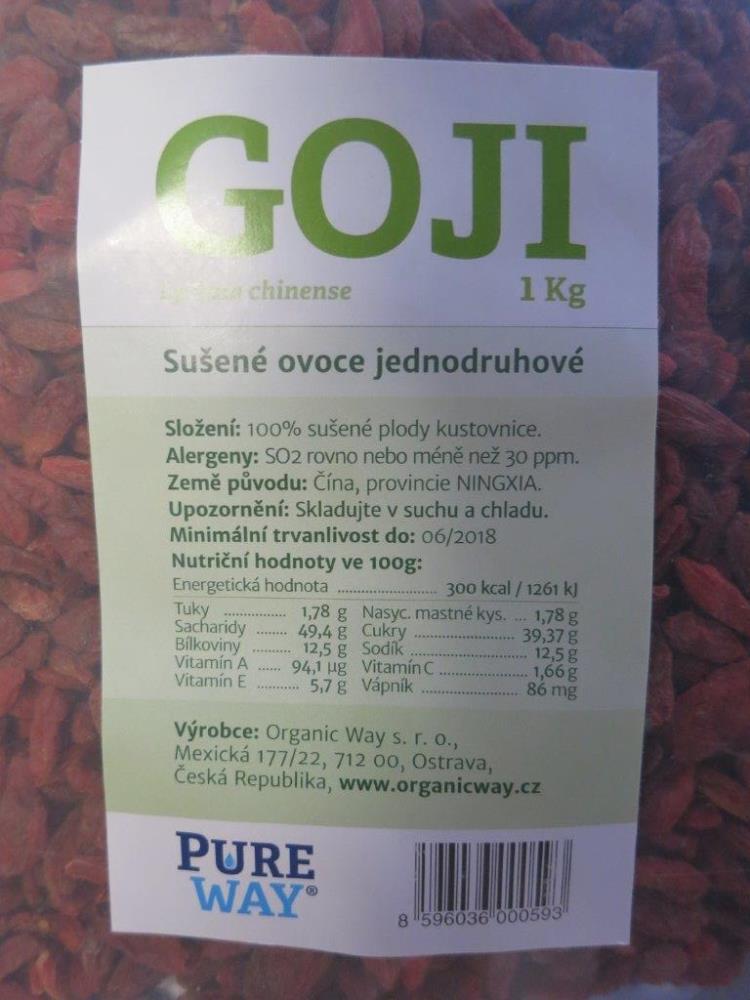 GOJI
chinense 1 Kg
Sušené ovoce jednodruhové
Složení: 100% sušené plody kustovnice.
Alergeny: SO2 rovno nebo méně než 30 ppm.
Země původu: Čína, provincie NINGXIA.
Upozornění: Skladujte v suchu a chladu.
Minimální trvanlivost do: 06/2018
Nutriční hodnoty ve 100g:
Energetická hodnota ........................ 300 kcal / 1261 kJ
Tuky ............... 1,78 g Nasyc. mastné kys. ... 1,78 g
Sacharidy ....... 49,4 g Cukry ........................ 39,37 g
Bílkoviny ........ 12,5 g Sodík ........................... 12,5 g
Vitamín A ..... 94,1 µg Vitamín C ..................... 1,66 g
Vitamín E .......... 5,7 g Vápník ........................ 86 mg
Výrobce: Organic Way s. r. o.,
Mexická 177/22, 712 00, Ostrava,
Česká Republika, www.organicway.cz
PURE
WAY®
8 596036 000593